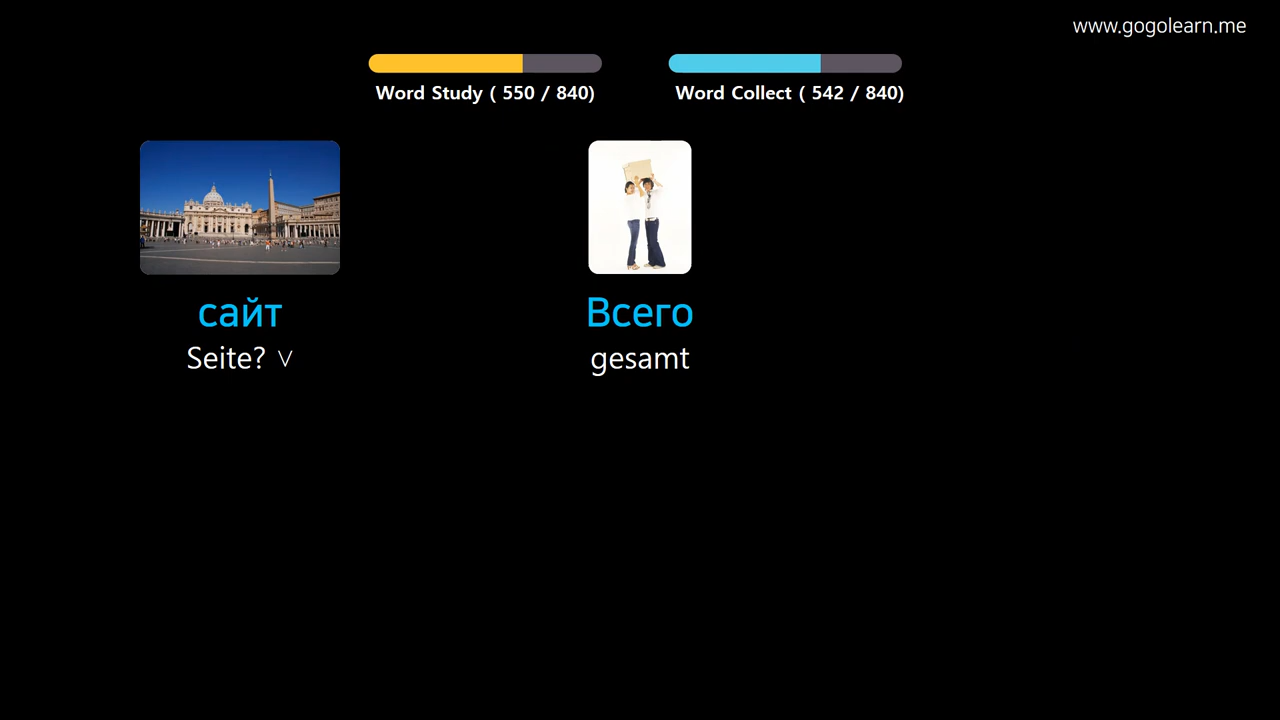 www.gogolearn.me
Word Study ( 550 / 840)
Word Collect ( 542 / 840)
сайт
Seite? ∨
Всего
gesamt